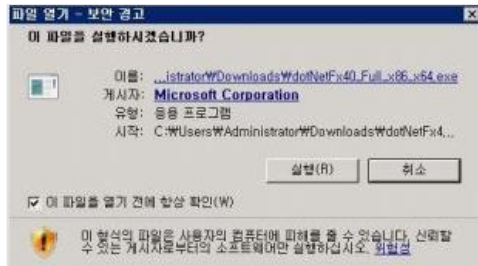 파일 열기 - 보안 경고
이 파일을 실행하시겠습니까?
이름: ...istrator₩Downloads₩dotNetFx40_Full_x86_x64.exe
게시자: Microsoft Corporation
유형: 응용 프로그램
시작: C:₩Users₩Administrator₩Downloads₩dotNetFx4...
실행(R)
취소
이 파일을 열기 전에 항상 확인(W)
이 형식의 파일은 사용자의 컴퓨터에 피해를 줄 수 있습니다. 신뢰할
수 있는 게시자로부터의 소프트웨어만 실행하십시오. 위험성